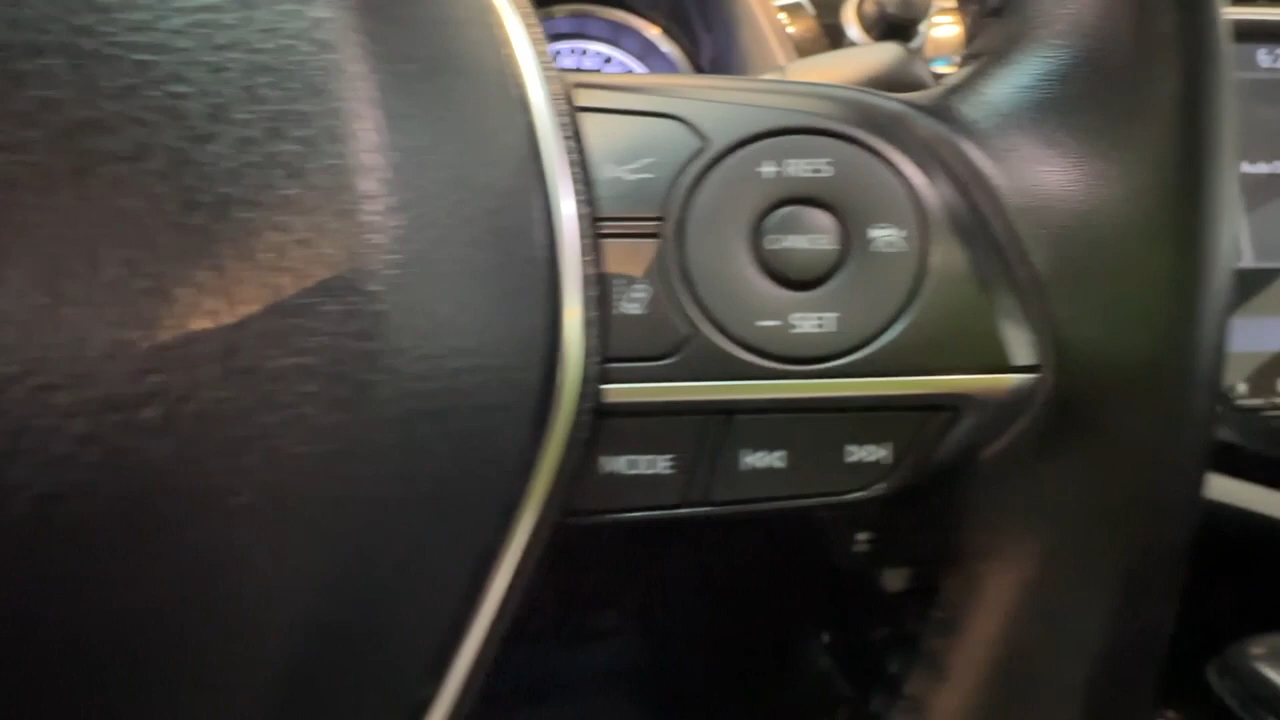 + RES
CANCEL
– SET
MODE